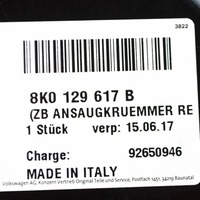 3822
8K0 129 617 B
(ZB ANSAUGKRUEMMER RE
1 Stück verp: 15.06.17
Charge: 92650946
MADE IN ITALY
Volkswagen AG, Konzern Vertrieb Original Teile und Service, Postfach 1451, 34219 Baunatal